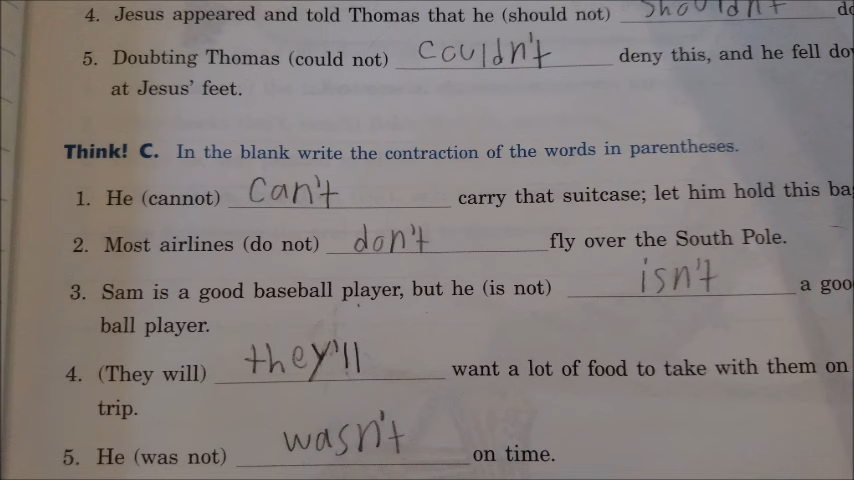 4. Jesus appeared and told Thomas that he (should not) shouldn't
5. Doubting Thomas (could not) couldn't deny this, and he fell
at Jesus' feet.
Think! C. In the blank write the contraction of the words in parentheses.
1. He (cannot) can't carry that suitcase; let him hold this
2. Most airlines (do not) don't fly over the South Pole.
3. Sam is a good baseball player, but he (is not) isn't a
ball player.
4. (They will) they'll want a lot of food to take with them on
trip.
5. He (was not) wasn't on time.